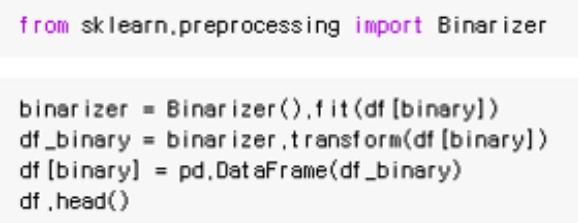 from sklearn.preprocessing import Binarizer
binarizer = Binarizer().fit(df[binary])
df_binary = binarizer.transform(df[binary])
df[binary] = pd.DataFrame(df_binary)
df.head()